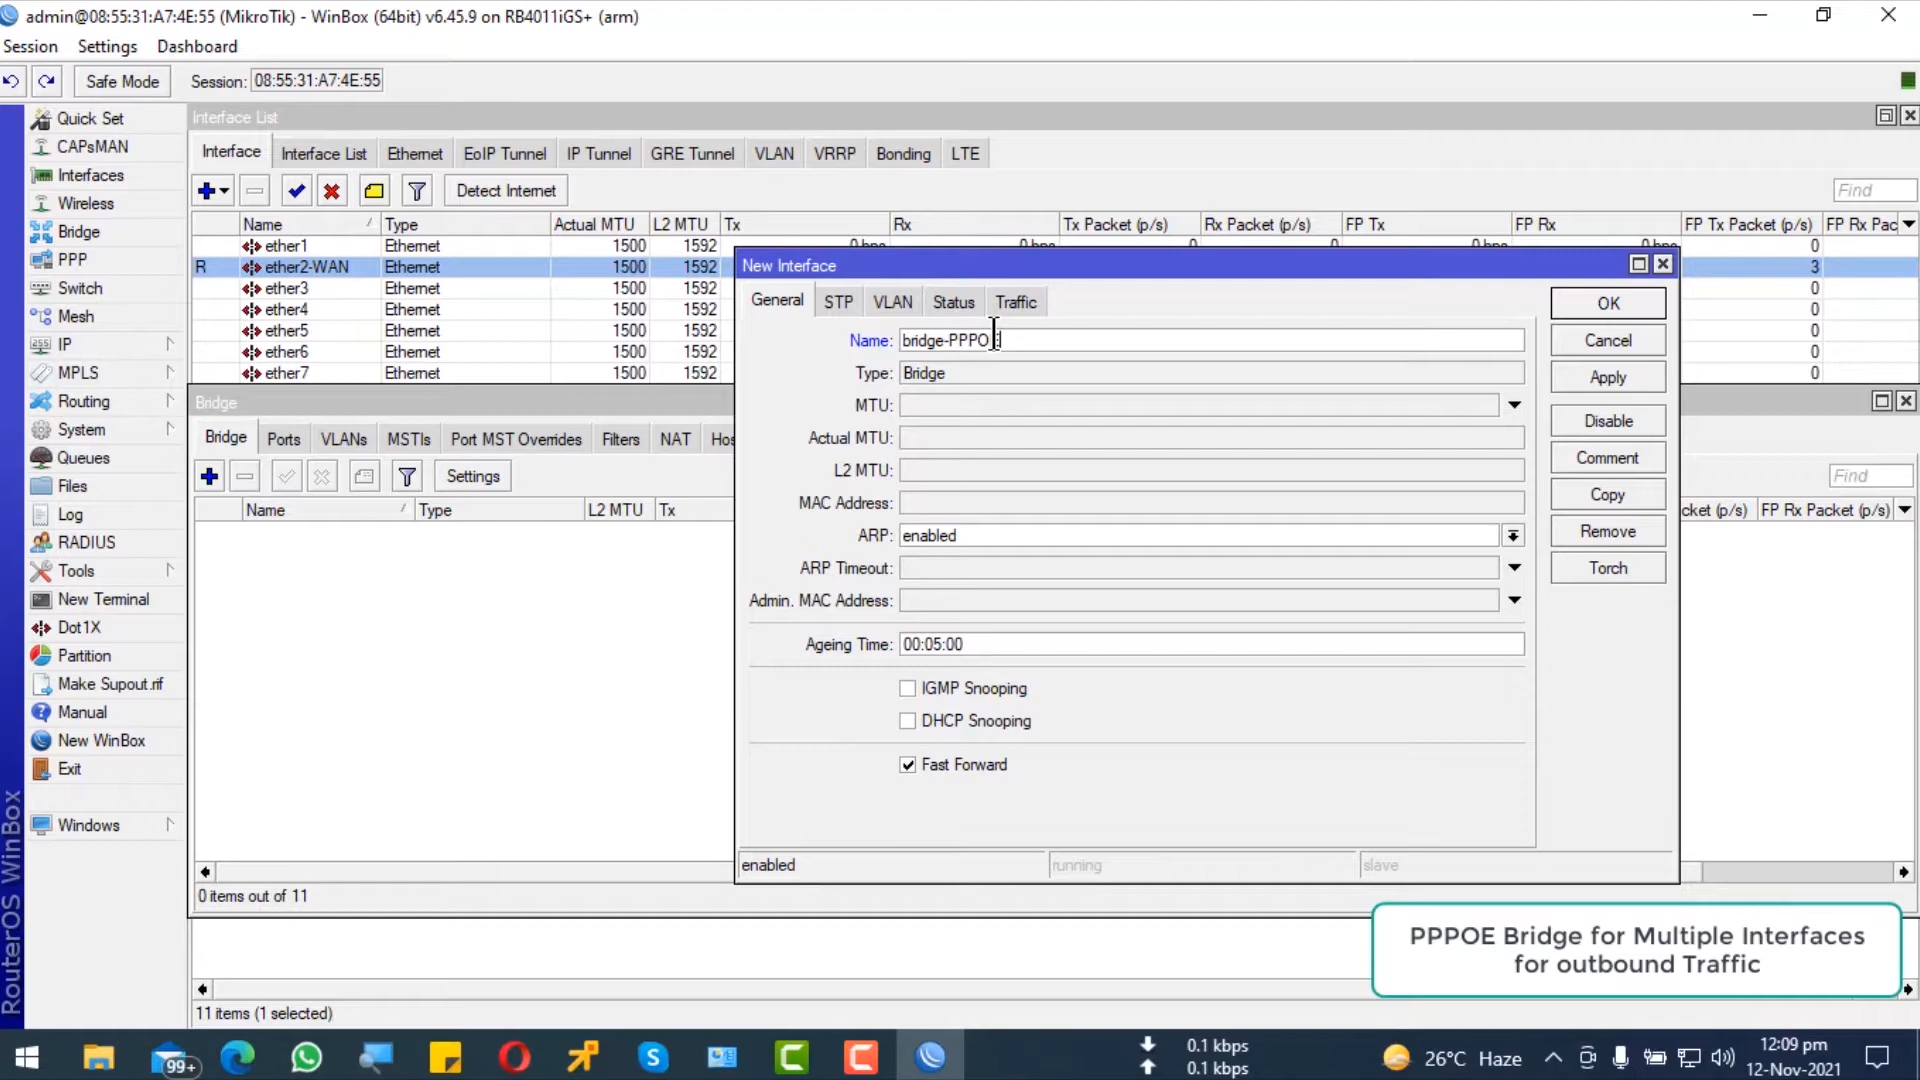 admin@08:55:31:A7:4E:55 (MikroTik) - WinBox (64bit) v6.45.9 on RB4011iGS+ (arm)
Session Settings Dashboard
Safe Mode Session: 08:55:31:A7:4E:55
Interface List
Interface Interface List Ethernet EoIP Tunnel IP Tunnel GRE Tunnel VLAN VRRP Bonding LTE
Detect Internet Find
Name Type Actual MTU L2 MTU Tx Rx Tx Packet (p/s) Rx Packet (p/s) FP Tx FP Rx FP Tx Packet (p/s) FP Rx Pac
ether1 Ethernet 1500 1592 0 bps 0 bps 0 0 0 bps 0 bps 0
R ether2-WAN Ethernet 1500 1592 3
ether3 Ethernet 1500 1592 0
ether4 Ethernet 1500 1592 0
ether5 Ethernet 1500 1592 0
ether6 Ethernet 1500 1592 0
ether7 Ethernet 1500 1592 0
Quick Set
CAPsMAN
Interfaces
Wireless
Bridge
PPP
Switch
Mesh
IP
MPLS
Routing
System
Queues
Files
Log
RADIUS
Tools
New Terminal
Dot1X
Partition
Make Supout.rif
Manual
New WinBox
Exit
Windows
RouterOS WinBox
Bridge
Bridge Ports VLANs MSTIs Port MST Overrides Filters NAT Hos
Settings Find
Name Type L2 MTU Tx cket (p/s) FP Rx Packet (p/s)
0 items out of 11
11 items (1 selected)
New Interface
General STP VLAN Status Traffic
Name: bridge-PPPO
Type: Bridge
MTU:
Actual MTU:
L2 MTU:
MAC Address:
ARP: enabled
ARP Timeout:
Admin. MAC Address:
Ageing Time: 00:05:00
IGMP Snooping
DHCP Snooping
Fast Forward
enabled running slave
OK
Cancel
Apply
Disable
Comment
Copy
Remove
Torch
PPPOE Bridge for Multiple Interfaces
for outbound Traffic
99+
0.1 kbps
0.1 kbps
26°C Haze
12:09 pm
12-Nov-2021